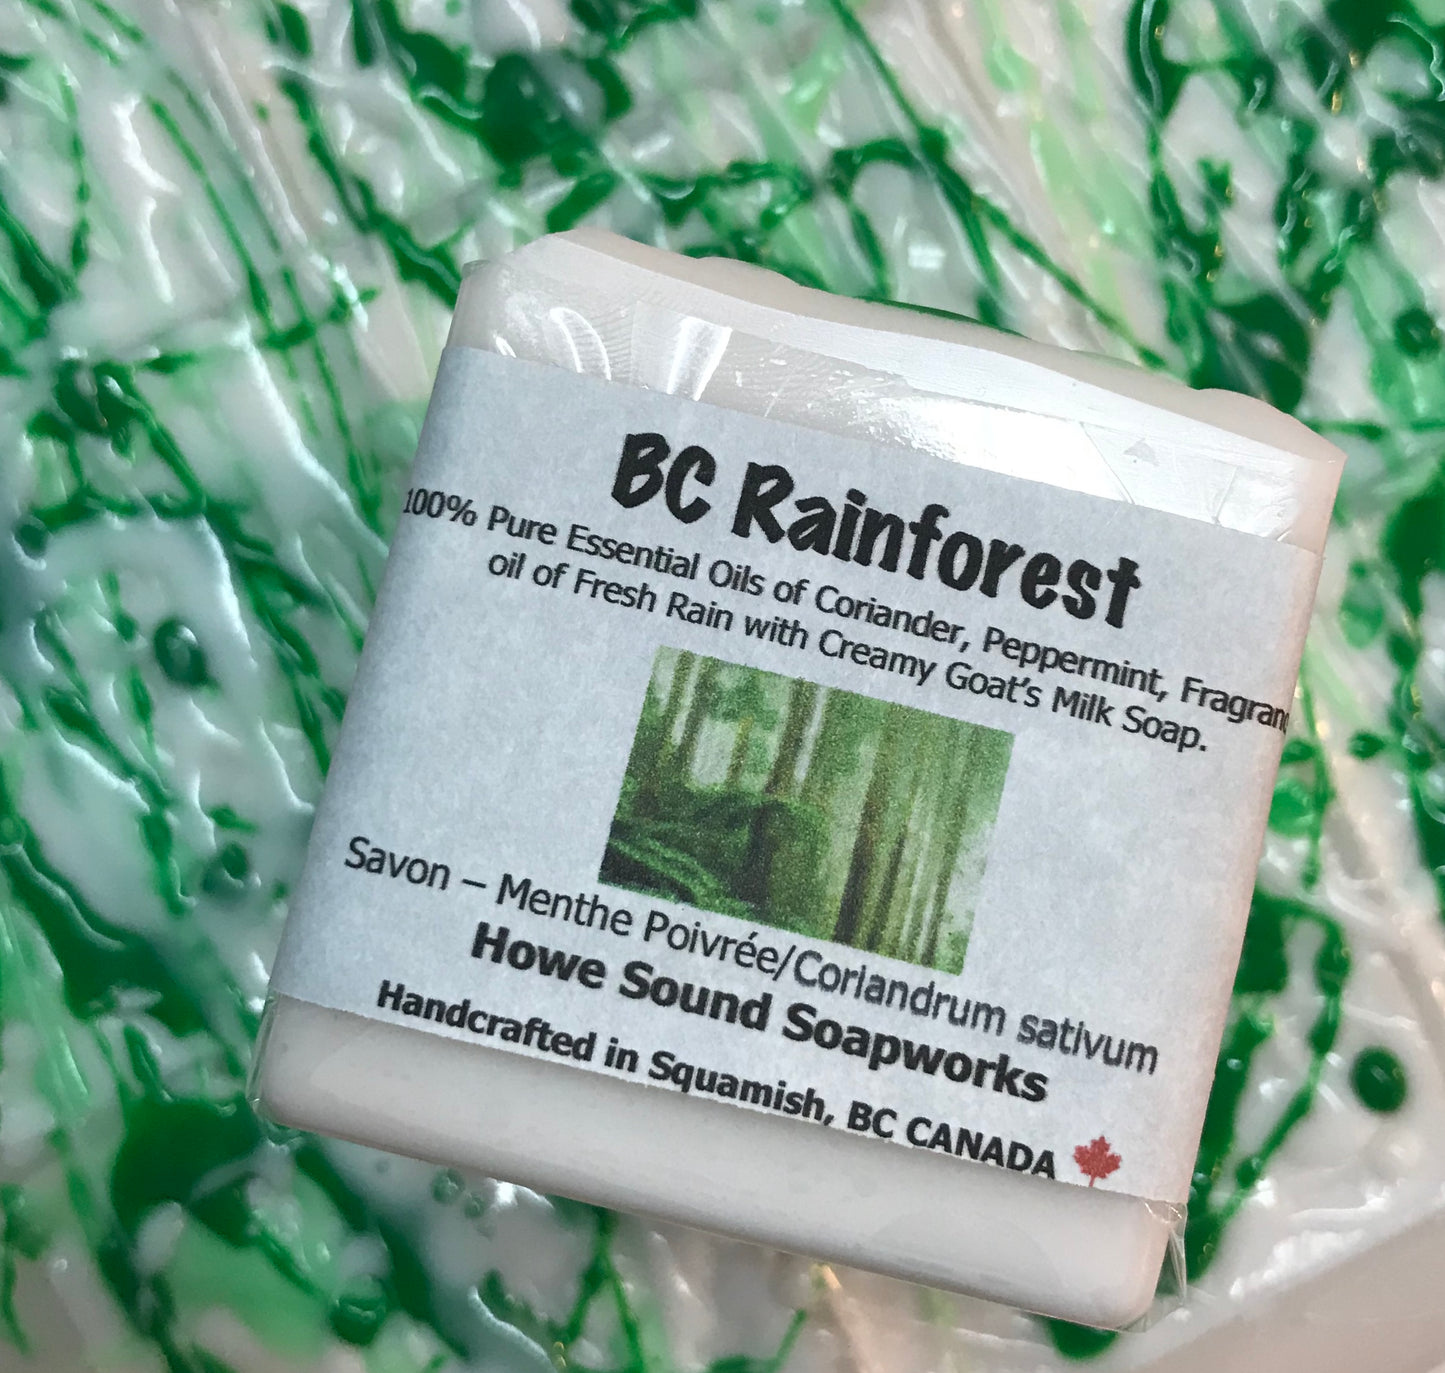 BC Rainforest
100% Pure Essential Oils of Coriander, Peppermint,
oil of Fresh Rain with Creamy Goat's Milk Soap.
Savon – Menthe Poivrée/Coriandrum sativum
Howe Sound Soapworks
Handcrafted in Squamish, BC CANADA